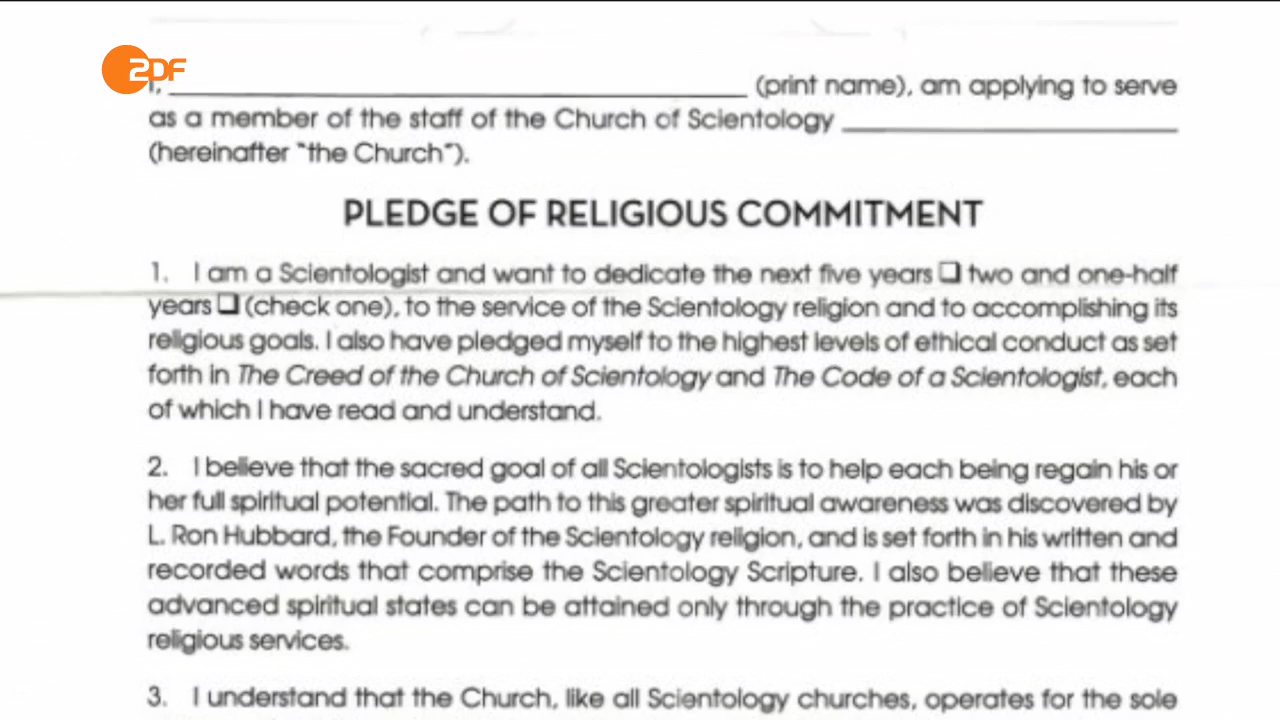 ZDF
I, ______ (print name), am applying to serve
as a member of the staff of the Church of Scientology ______
(hereinafter "the Church").
PLEDGE OF RELIGIOUS COMMITMENT
1. I am a Scientologist and want to dedicate the next five years ❑ two and one-half
years ❑ (check one), to the service of the Scientology religion and to accomplishing its
religious goals. I also have pledged myself to the highest levels of ethical conduct as set
forth in The Creed of the Church of Scientology and The Code of a Scientologist, each
of which I have read and understand.
2. I believe that the sacred goal of all Scientologists is to help each being regain his or
her full spiritual potential. The path to this greater spiritual awareness was discovered by
L. Ron Hubbard, the Founder of the Scientology religion, and is set forth in his written and
recorded words that comprise the Scientology Scripture. I also believe that these
advanced spiritual states can be attained only through the practice of Scientology
religious services.
3. I understand that the Church, like all Scientology churches, operates for the sole